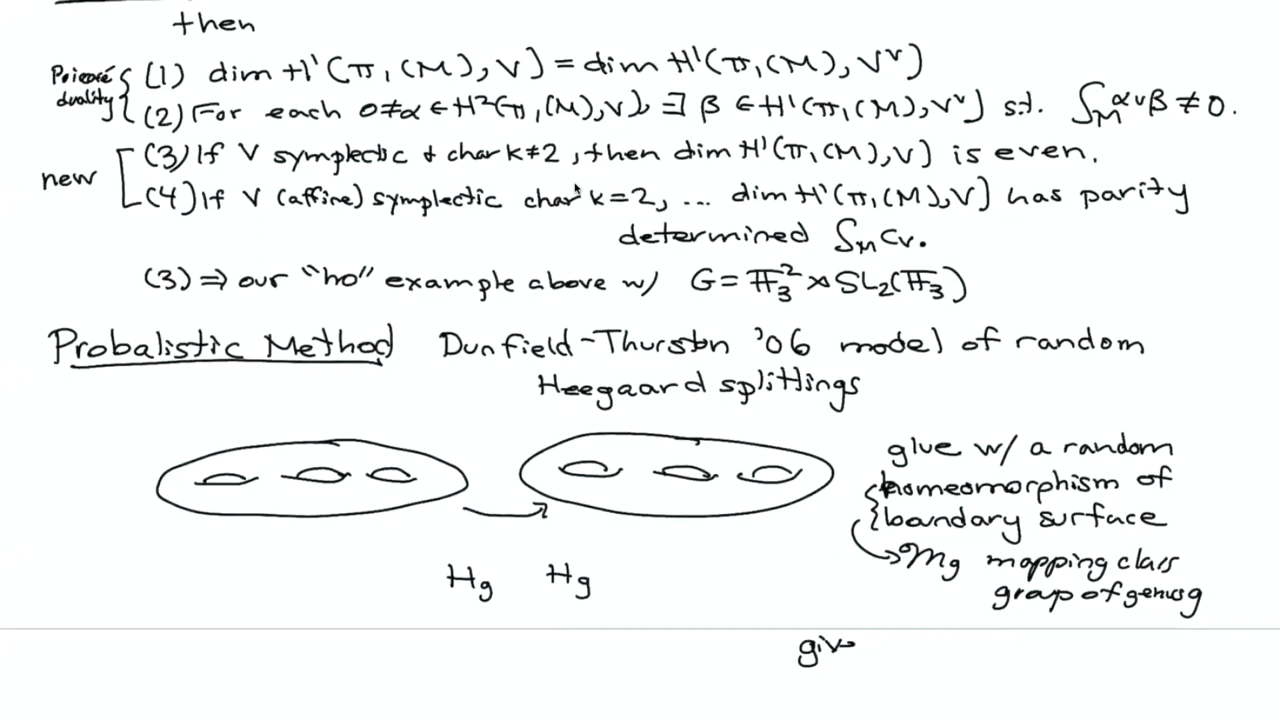 then
Poicaré duality { (1) dim H¹(π₁(M), V) = dim H¹(π₁(M), V^∨)
(2) For each 0≠α ∈ H²(π₁(M), V), ∃ β ∈ H¹(π₁(M), V^∨) s.t. ∫_M α∪β ≠ 0.
new [ (3) If V symplectic & char k≠2, then dim H¹(π₁(M), V) is even.
(4) If V (affine) symplectic char k=2, ... dim H¹(π₁(M), V) has parity
determined ∫_M c_V.
(3) ⇒ our "no" example above w/ G = 𝔽₃² ⋊ SL₂(𝔽₃)
Probalistic Method Dunfield-Thurston '06 model of random
Heegaard splittings
glue w/ a random
homeomorphism of
boundary surface
→ M_g mapping class
group of genus g
H_g H_g
give